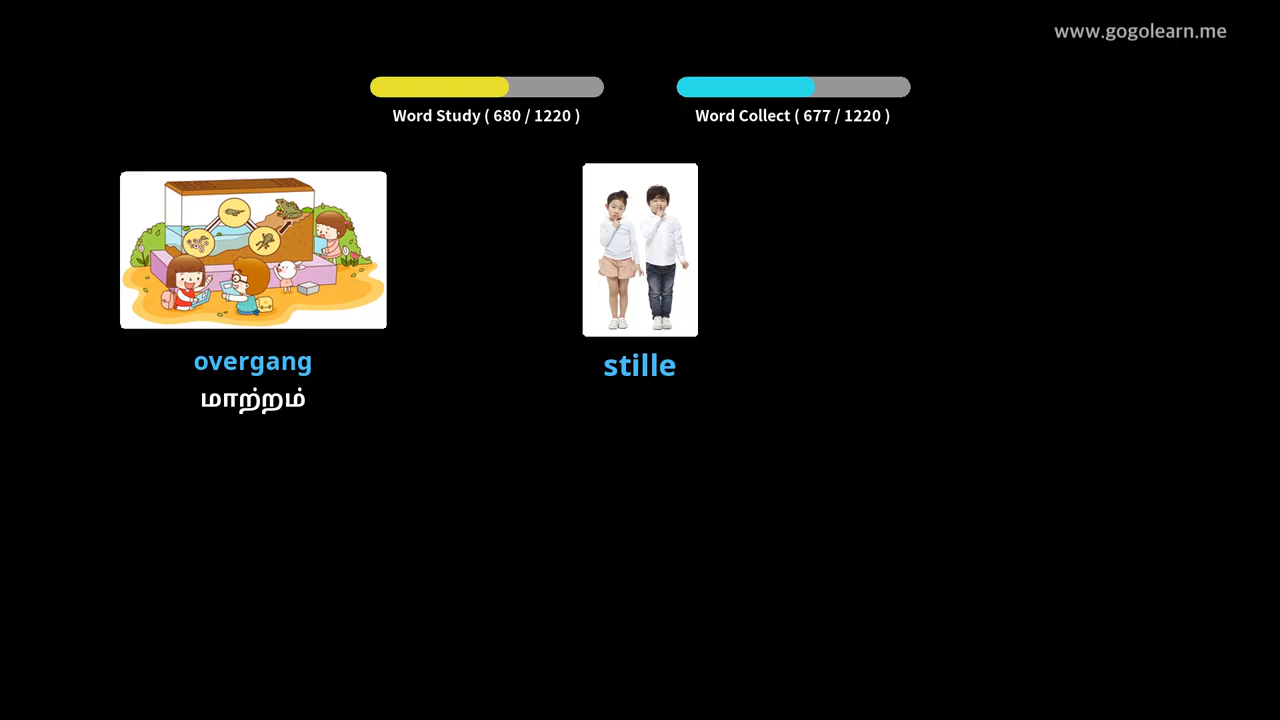 www.gogolearn.me
Word Study ( 680 / 1220 )
Word Collect ( 677 / 1220 )
overgang
மாற்றம்
stille